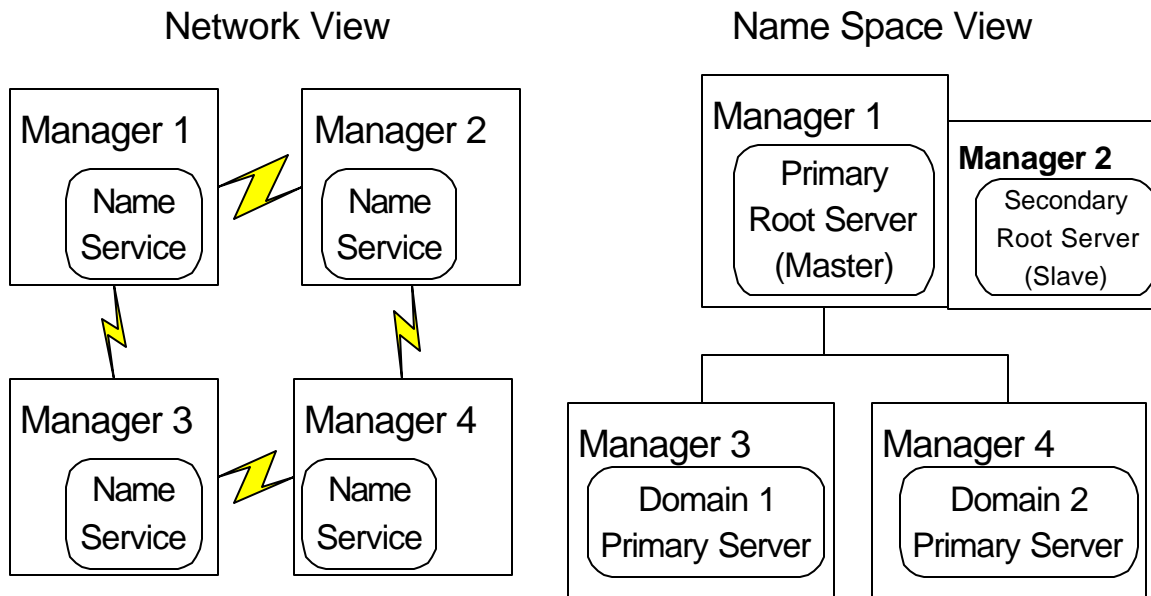 Network View
Manager 1
Name
Service
Manager 2
Name
Service
Manager 3
Name
Service
Manager 4
Name
Service
Name Space View
Manager 1
Primary
Root Server
(Master)
Manager 2
Secondary
Root Server
(Slave)
Manager 3
Domain 1
Primary Server
Manager 4
Domain 2
Primary Server